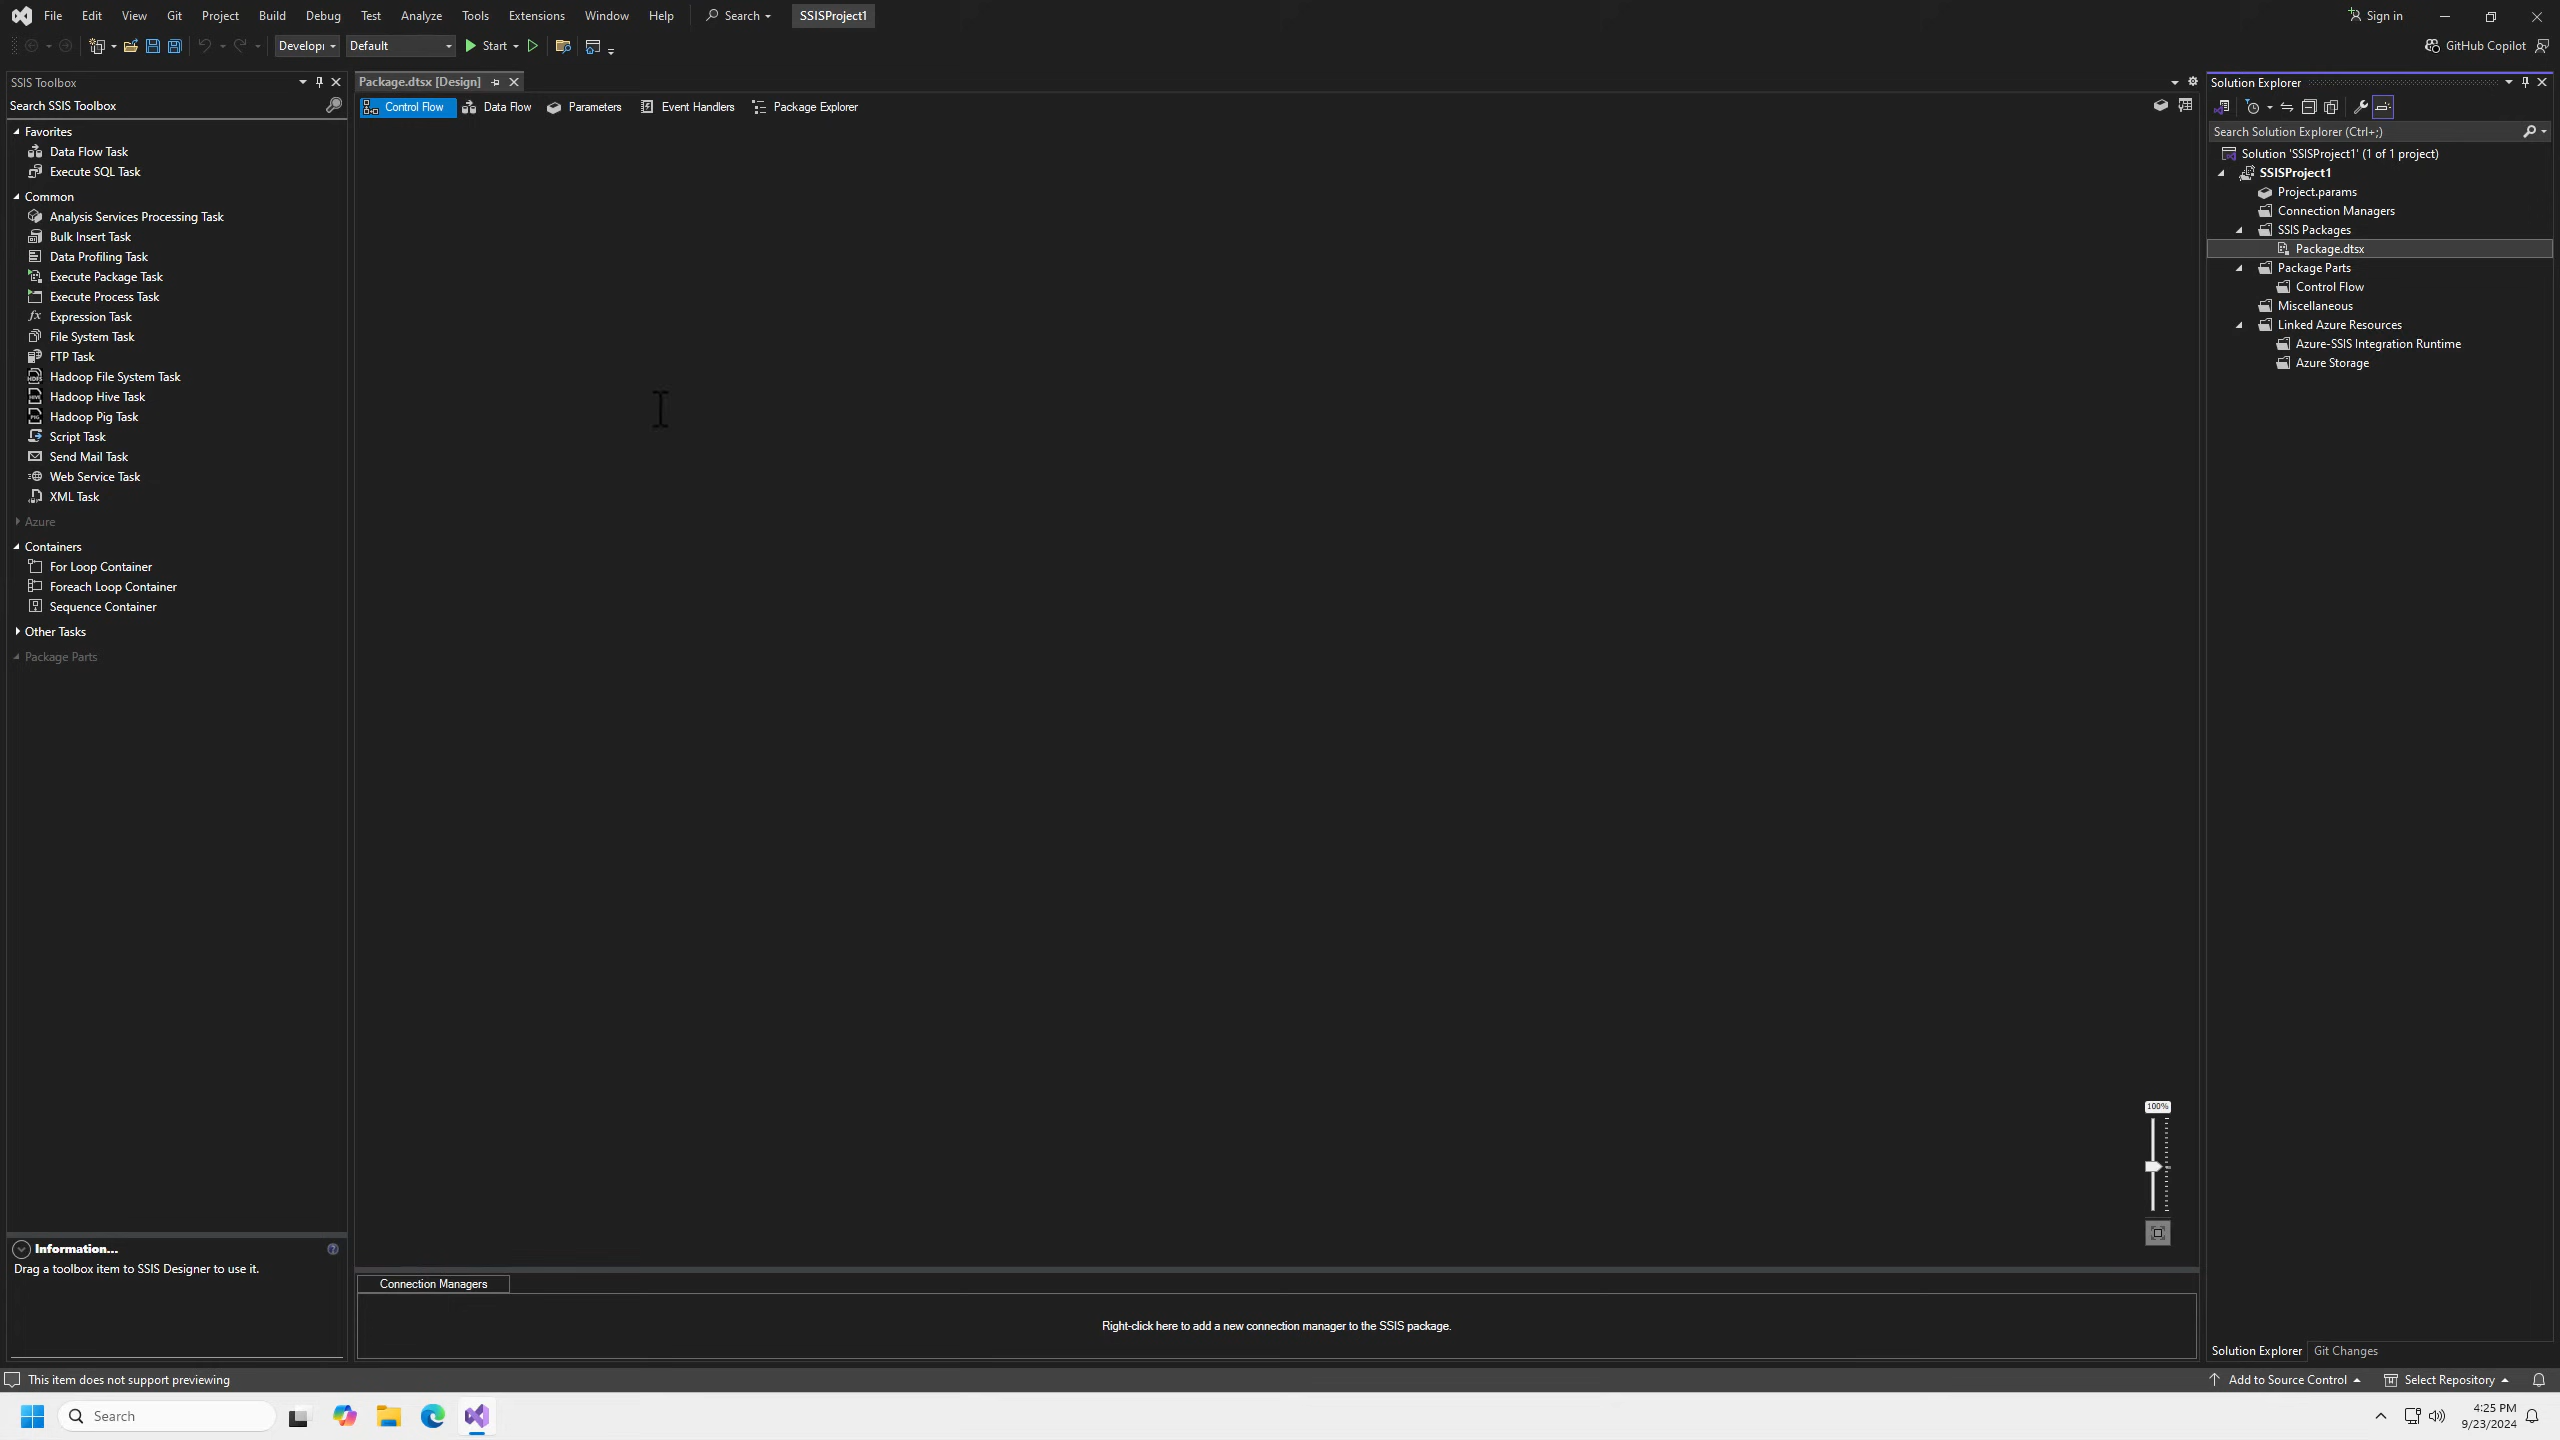 File Edit View Git Project Build Debug Test Analyze Tools Extensions Window Help Search SSISProject1 Sign in
Develop Default Start GitHub Copilot
SSIS Toolbox
Search SSIS Toolbox
Favorites
Data Flow Task
Execute SQL Task
Common
Analysis Services Processing Task
Bulk Insert Task
Data Profiling Task
Execute Package Task
Execute Process Task
Expression Task
File System Task
FTP Task
Hadoop File System Task
Hadoop Hive Task
Hadoop Pig Task
Script Task
Send Mail Task
Web Service Task
XML Task
Azure
Containers
For Loop Container
Foreach Loop Container
Sequence Container
Other Tasks
Package Parts
Information...
Drag a toolbox item to SSIS Designer to use it.
Package.dtsx [Design]
Control Flow Data Flow Parameters Event Handlers Package Explorer
100%
Connection Managers
Right-click here to add a new connection manager to the SSIS package.
Solution Explorer
Search Solution Explorer (Ctrl+;)
Solution 'SSISProject1' (1 of 1 project)
SSISProject1
Project.params
Connection Managers
SSIS Packages
Package.dtsx
Package Parts
Control Flow
Miscellaneous
Linked Azure Resources
Azure-SSIS Integration Runtime
Azure Storage
Solution Explorer Git Changes
This item does not support previewing Add to Source Control Select Repository
Search
4:25 PM
9/23/2024